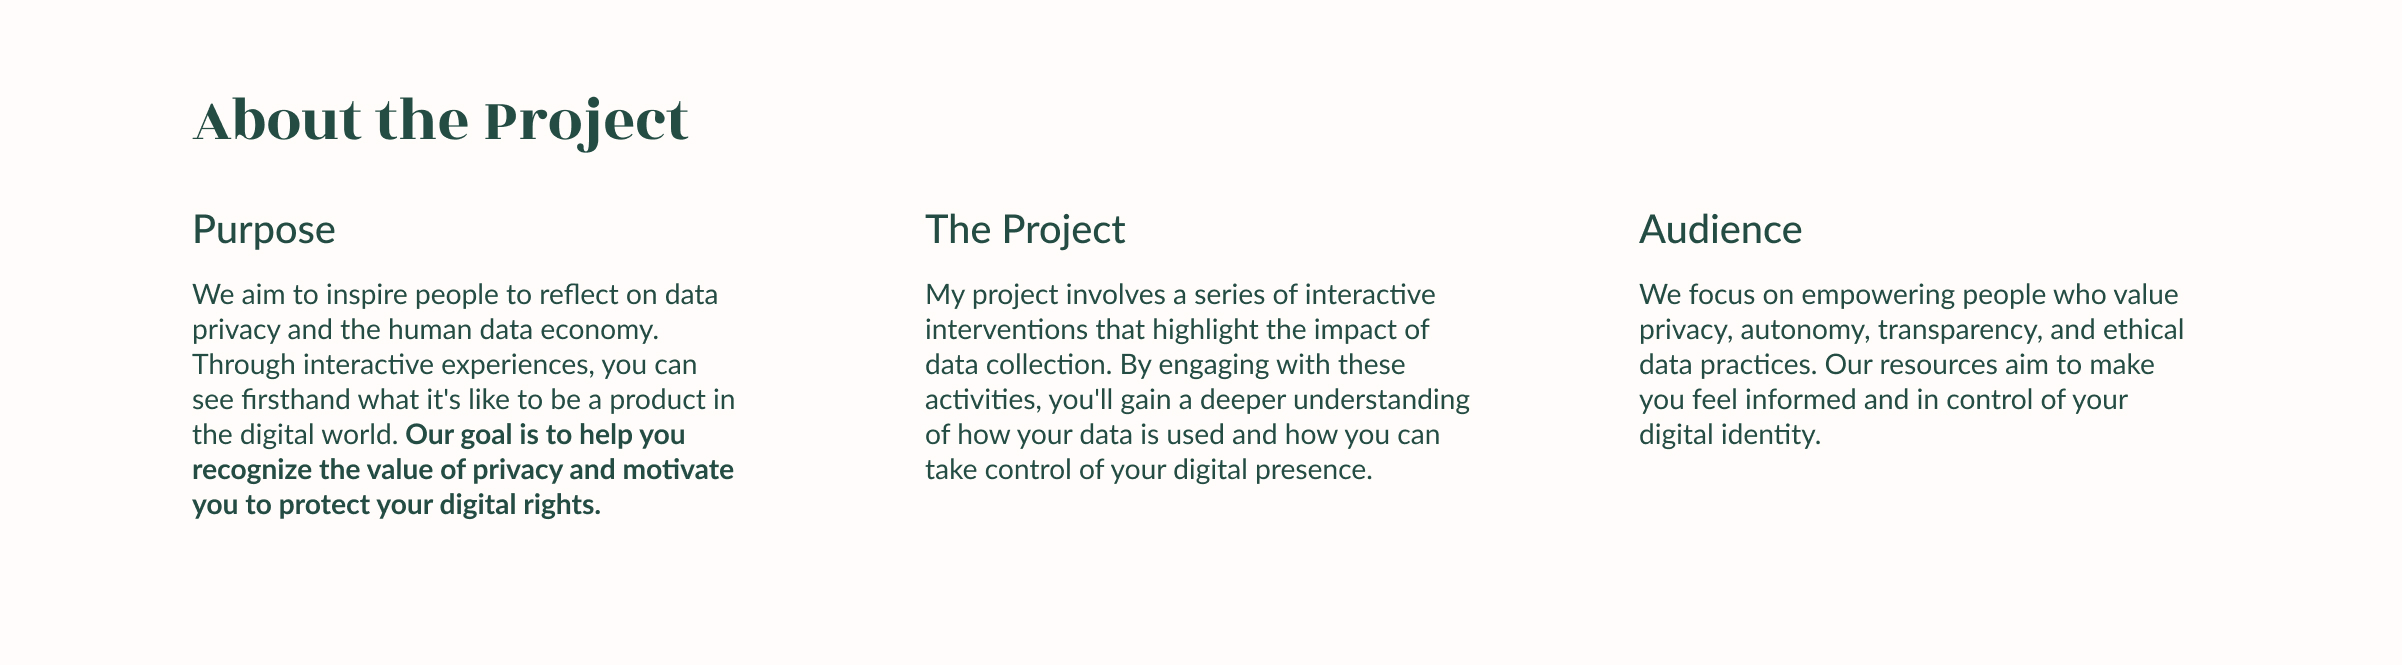 About the Project
Purpose
We aim to inspire people to reflect on data
privacy and the human data economy.
Through interactive experiences, you can
see firsthand what it's like to be a product in
the digital world. Our goal is to help you
recognize the value of privacy and motivate
you to protect your digital rights.
The Project
My project involves a series of interactive
interventions that highlight the impact of
data collection. By engaging with these
activities, you'll gain a deeper understanding
of how your data is used and how you can
take control of your digital presence.
Audience
We focus on empowering people who value
privacy, autonomy, transparency, and ethical
data practices. Our resources aim to make
you feel informed and in control of your
digital identity.